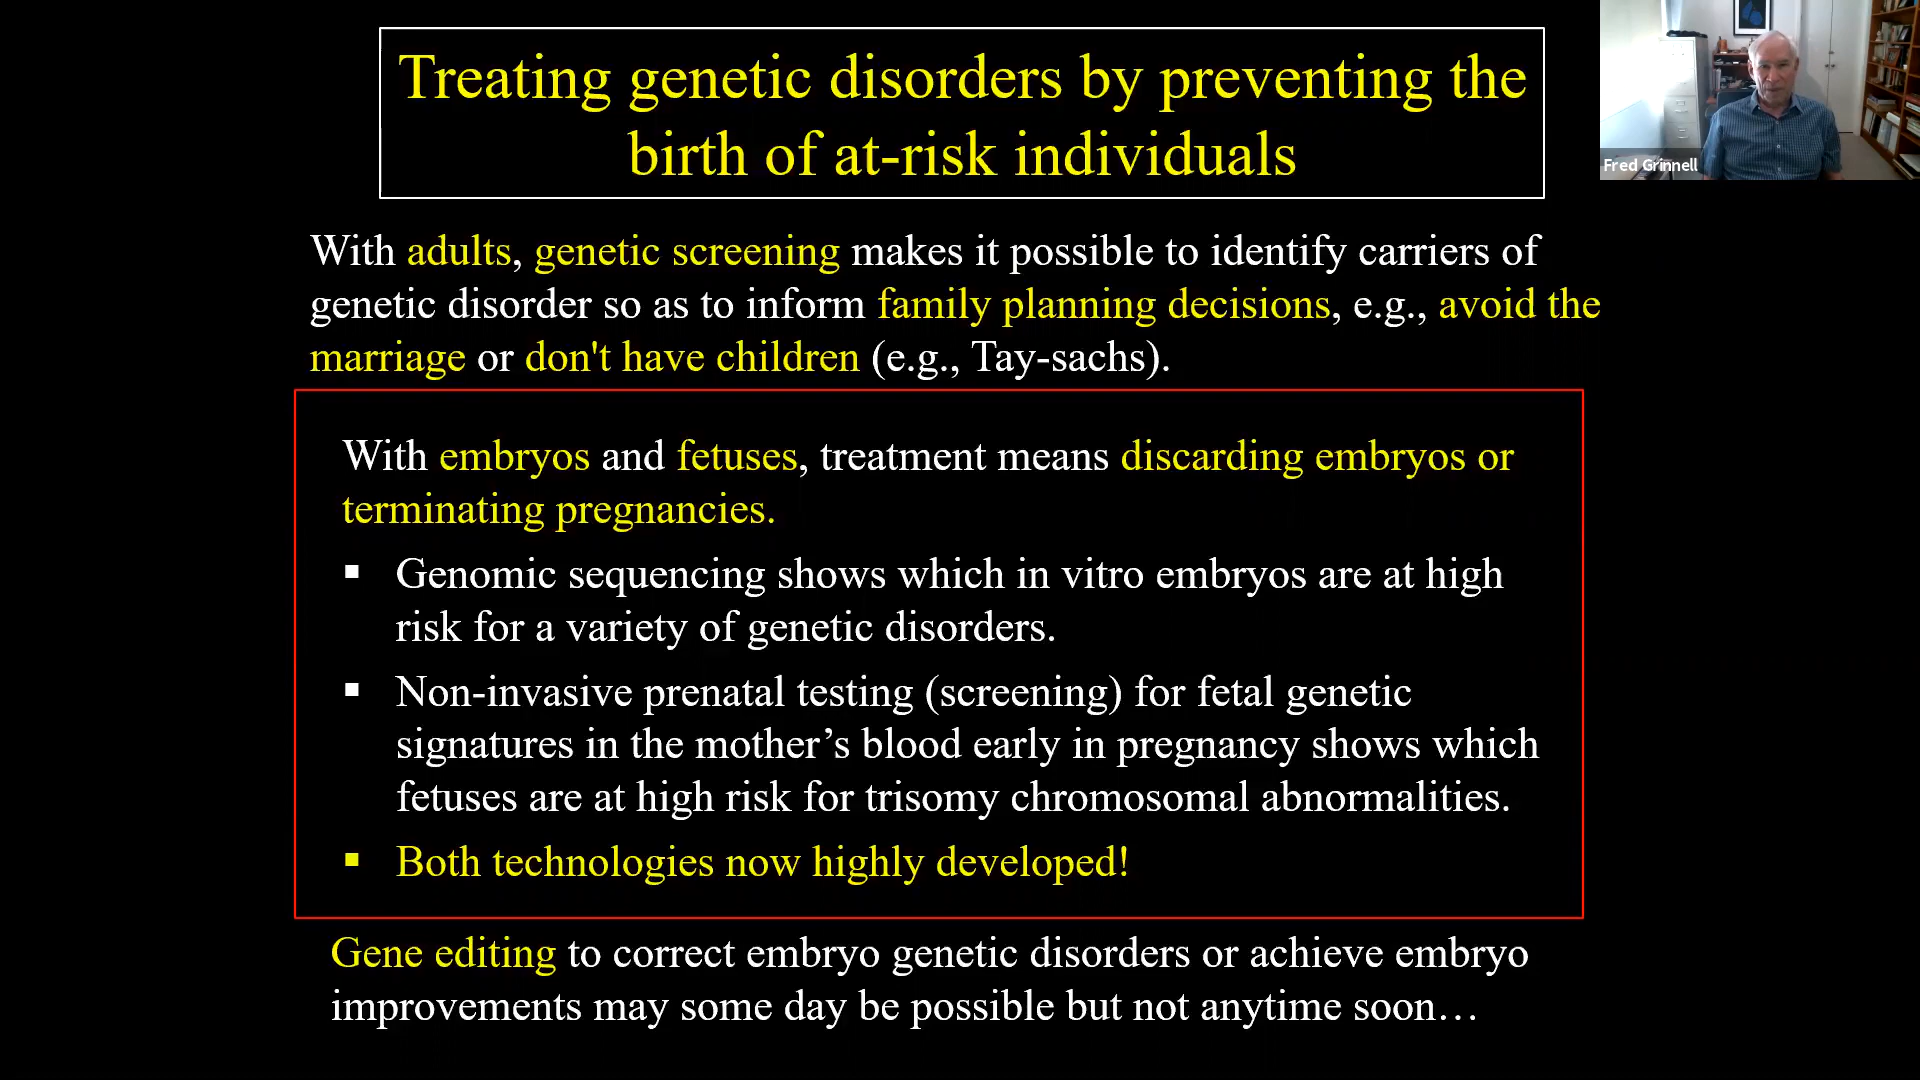 Treating genetic disorders by preventing the
birth of at-risk individuals
Fred Grinnell
With adults, genetic screening makes it possible to identify carriers of
genetic disorder so as to inform family planning decisions, e.g., avoid the
marriage or don't have children (e.g., Tay-sachs).
With embryos and fetuses, treatment means discarding embryos or
terminating pregnancies.
▪ Genomic sequencing shows which in vitro embryos are at high
risk for a variety of genetic disorders.
▪ Non-invasive prenatal testing (screening) for fetal genetic
signatures in the mother’s blood early in pregnancy shows which
fetuses are at high risk for trisomy chromosomal abnormalities.
▪ Both technologies now highly developed!
Gene editing to correct embryo genetic disorders or achieve embryo
improvements may some day be possible but not anytime soon…